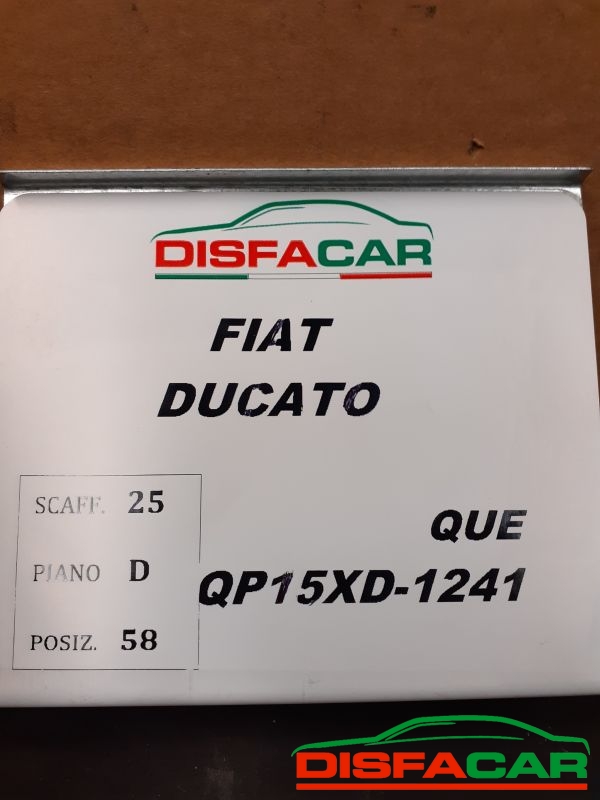 DISFACAR
FIAT
DUCATO
SCAFF. 25
PIANO D
POSIZ. 58
QUE
QP15XD-1241
DISFACAR